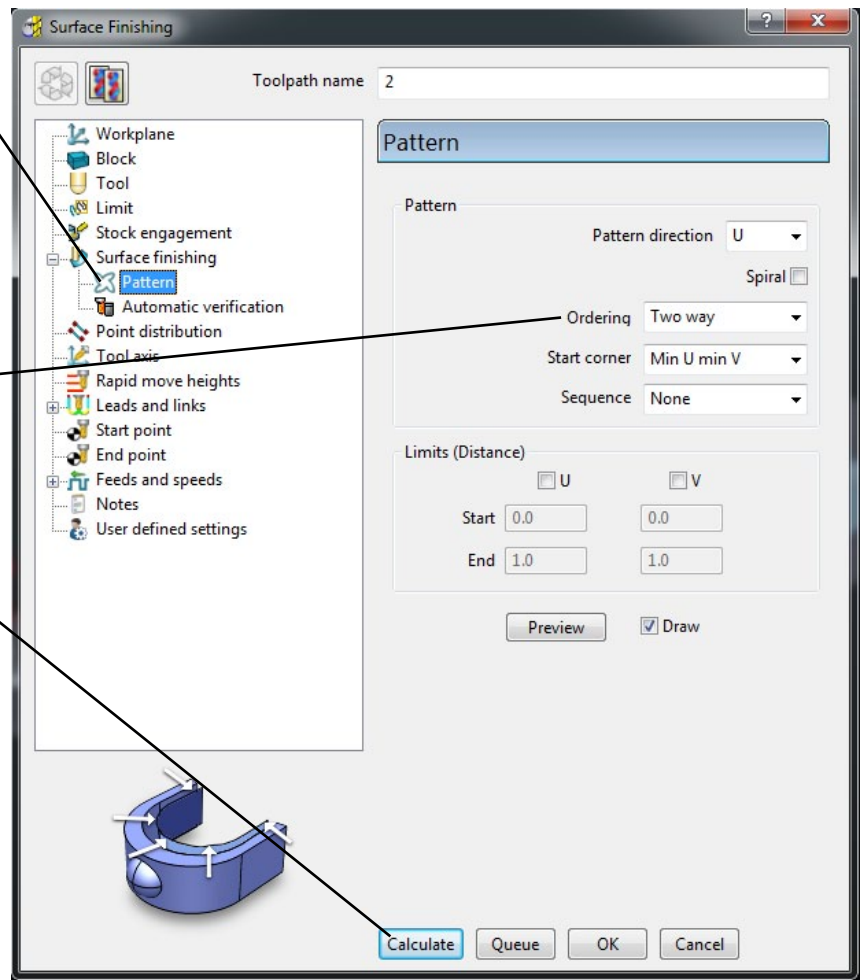 Surface Finishing
?
X
Toolpath name 2
Workplane
Block
Tool
Limit
Stock engagement
Surface finishing
Pattern
Automatic verification
Point distribution
Tool axis
Rapid move heights
Leads and links
Start point
End point
Feeds and speeds
Notes
User defined settings
Pattern
Pattern
Pattern direction U
Spiral
Ordering Two way
Start corner Min U min V
Sequence None
Limits (Distance)
U V
Start 0.0 0.0
End 1.0 1.0
Preview Draw
Calculate Queue OK Cancel